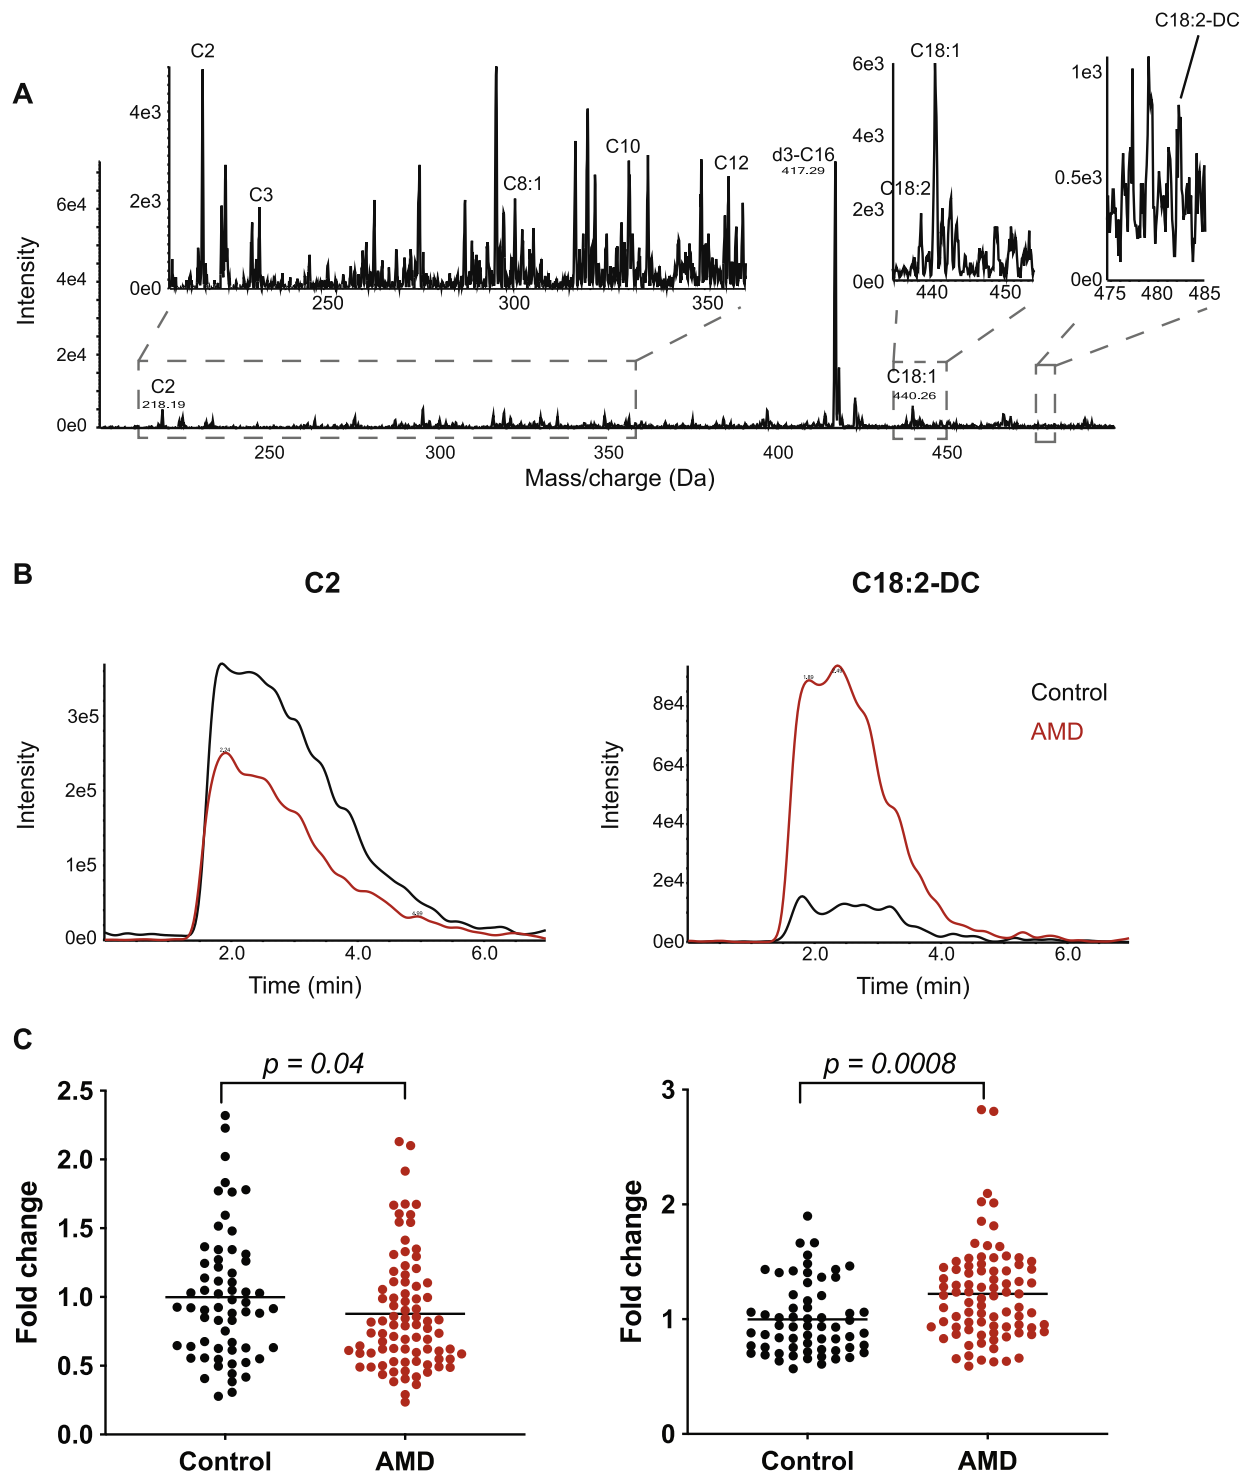 A
C18:2-DC
C2
C3
C8:1
C10
C12
d3-C16
417.29
C18:1
C18:2
4e3
2e3
0e0
250
300
350
6e3
4e3
2e3
0e0
440
450
1e3
0.5e3
0e0
475 480 485
Intensity
6e4
4e4
2e4
0e0
C2
218.19
C18:1
440.26
250
300
350
400
450
Mass/charge (Da)
B
C2
Intensity
3e5
2e5
1e5
0e0
2.24
4.99
2.0
4.0
6.0
Time (min)
C18:2-DC
Intensity
8e4
6e4
4e4
2e4
0e0
1.89
2.0
4.0
6.0
Time (min)
Control
AMD
C
p = 0.04
Fold change
2.5
2.0
1.5
1.0
0.5
0.0
Control
AMD
p = 0.0008
Fold change
3
2
1
0
Control
AMD